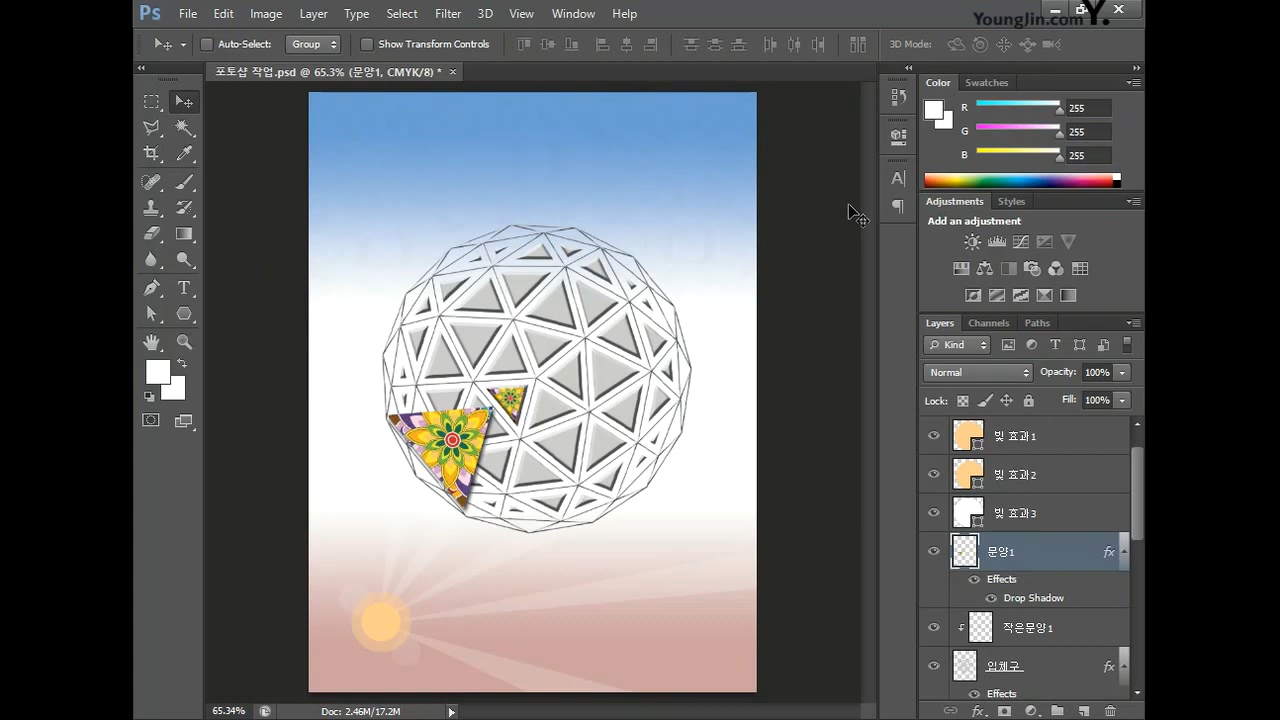 Ps File Edit Image Layer Type Select Filter 3D View Window Help
YoungJin.com Y.
Auto-Select: Group Show Transform Controls 3D Mode:
포토샵 작업.psd @ 65.3% (문양1, CMYK/8) * ×
Color Swatches
R 255
G 255
B 255
Adjustments Styles
Add an adjustment
Layers Channels Paths
Kind
Normal Opacity: 100%
Lock: Fill: 100%
빛 효과1
빛 효과2
빛 효과3
문양1 fx
Effects
Drop Shadow
작은문양1
입체구 fx
Effects
65.34% Doc: 2.46M/17.2M